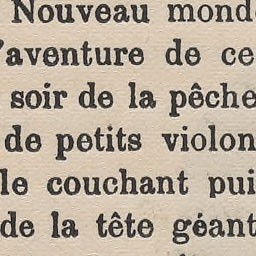 Nouveau monde
'aventure de ce
soir de la pêche
de petits violon
le couchant pui
de la tête géant